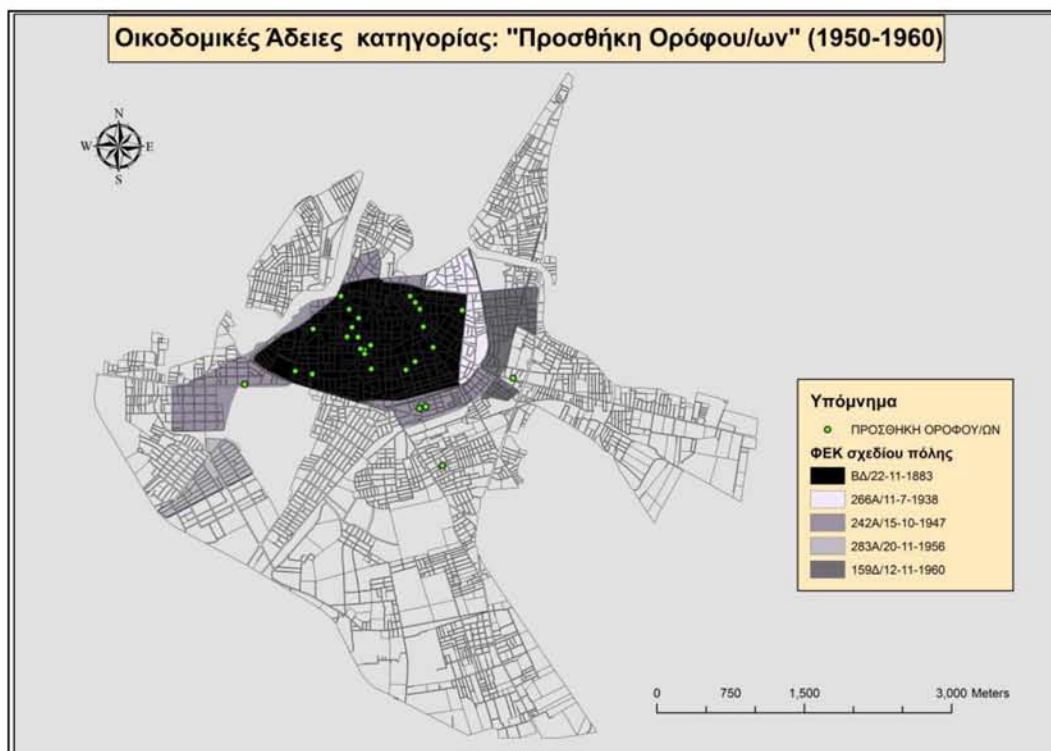 Οικοδομικές Άδειες κατηγορίας: "Προσθήκη Ορόφου/ων" (1950-1960)
N
W E
S
Υπόμνημα
ΠΡΟΣΘΗΚΗ ΟΡΟΦΟΥ/ΩΝ
ΦΕΚ σχεδίου πόλης
ΒΔ/22-11-1883
266Α/11-7-1938
242Α/15-10-1947
283Α/20-11-1956
159Δ/12-11-1960
0 750 1,500 3,000 Meters